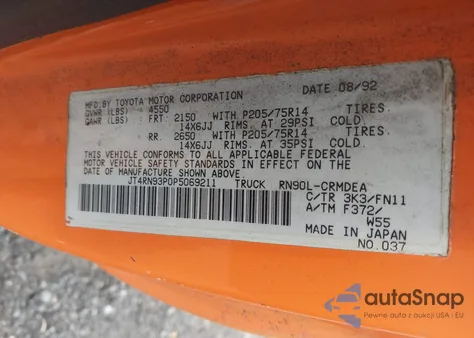 MFD BY TOYOTA MOTOR CORPORATION DATE 08/92
GVWR (LBS) 4550
GAWR (LBS) : FRT 2150 WITH P205/75R14 TIRES.
14X6JJ RIMS. AT 29PSI COLD.
RR. 2650 WITH P205/75R14 TIRES.
14X6JJ RIMS. AT 35PSI COLD.
THIS VEHICLE CONFORMS TO ALL APPLICABLE FEDERAL
MOTOR VEHICLE SAFETY STANDARDS IN EFFECT ON THE
DATE OF MANUFACTURE SHOWN ABOVE.
JT4RN93P0P5069211 TRUCK RN90L-CRMDEA
C/TR 3K3/FN11
A/TM F372/
W55
MADE IN JAPAN
NO.037
autoSnap
Pewne auto z aukcji USA i EU